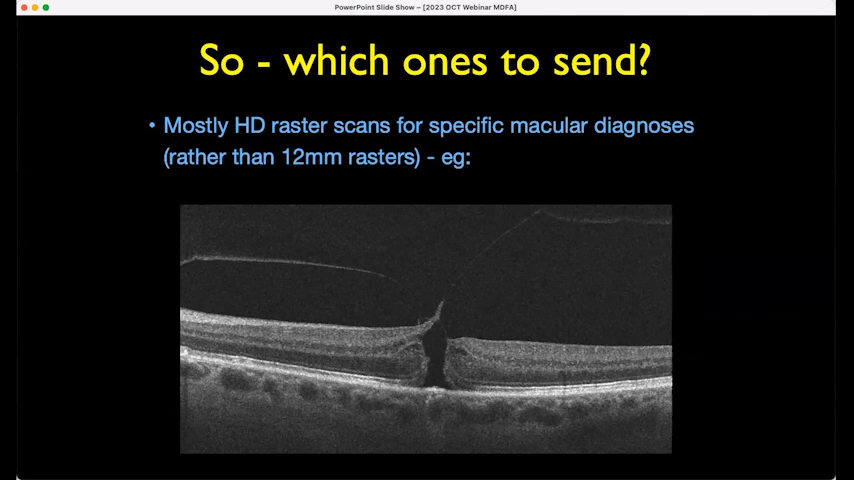 PowerPoint Slide Show – [2023 OCT Webinar MDFA]
So - which ones to send?
• Mostly HD raster scans for specific macular diagnoses
(rather than 12mm rasters) - eg: